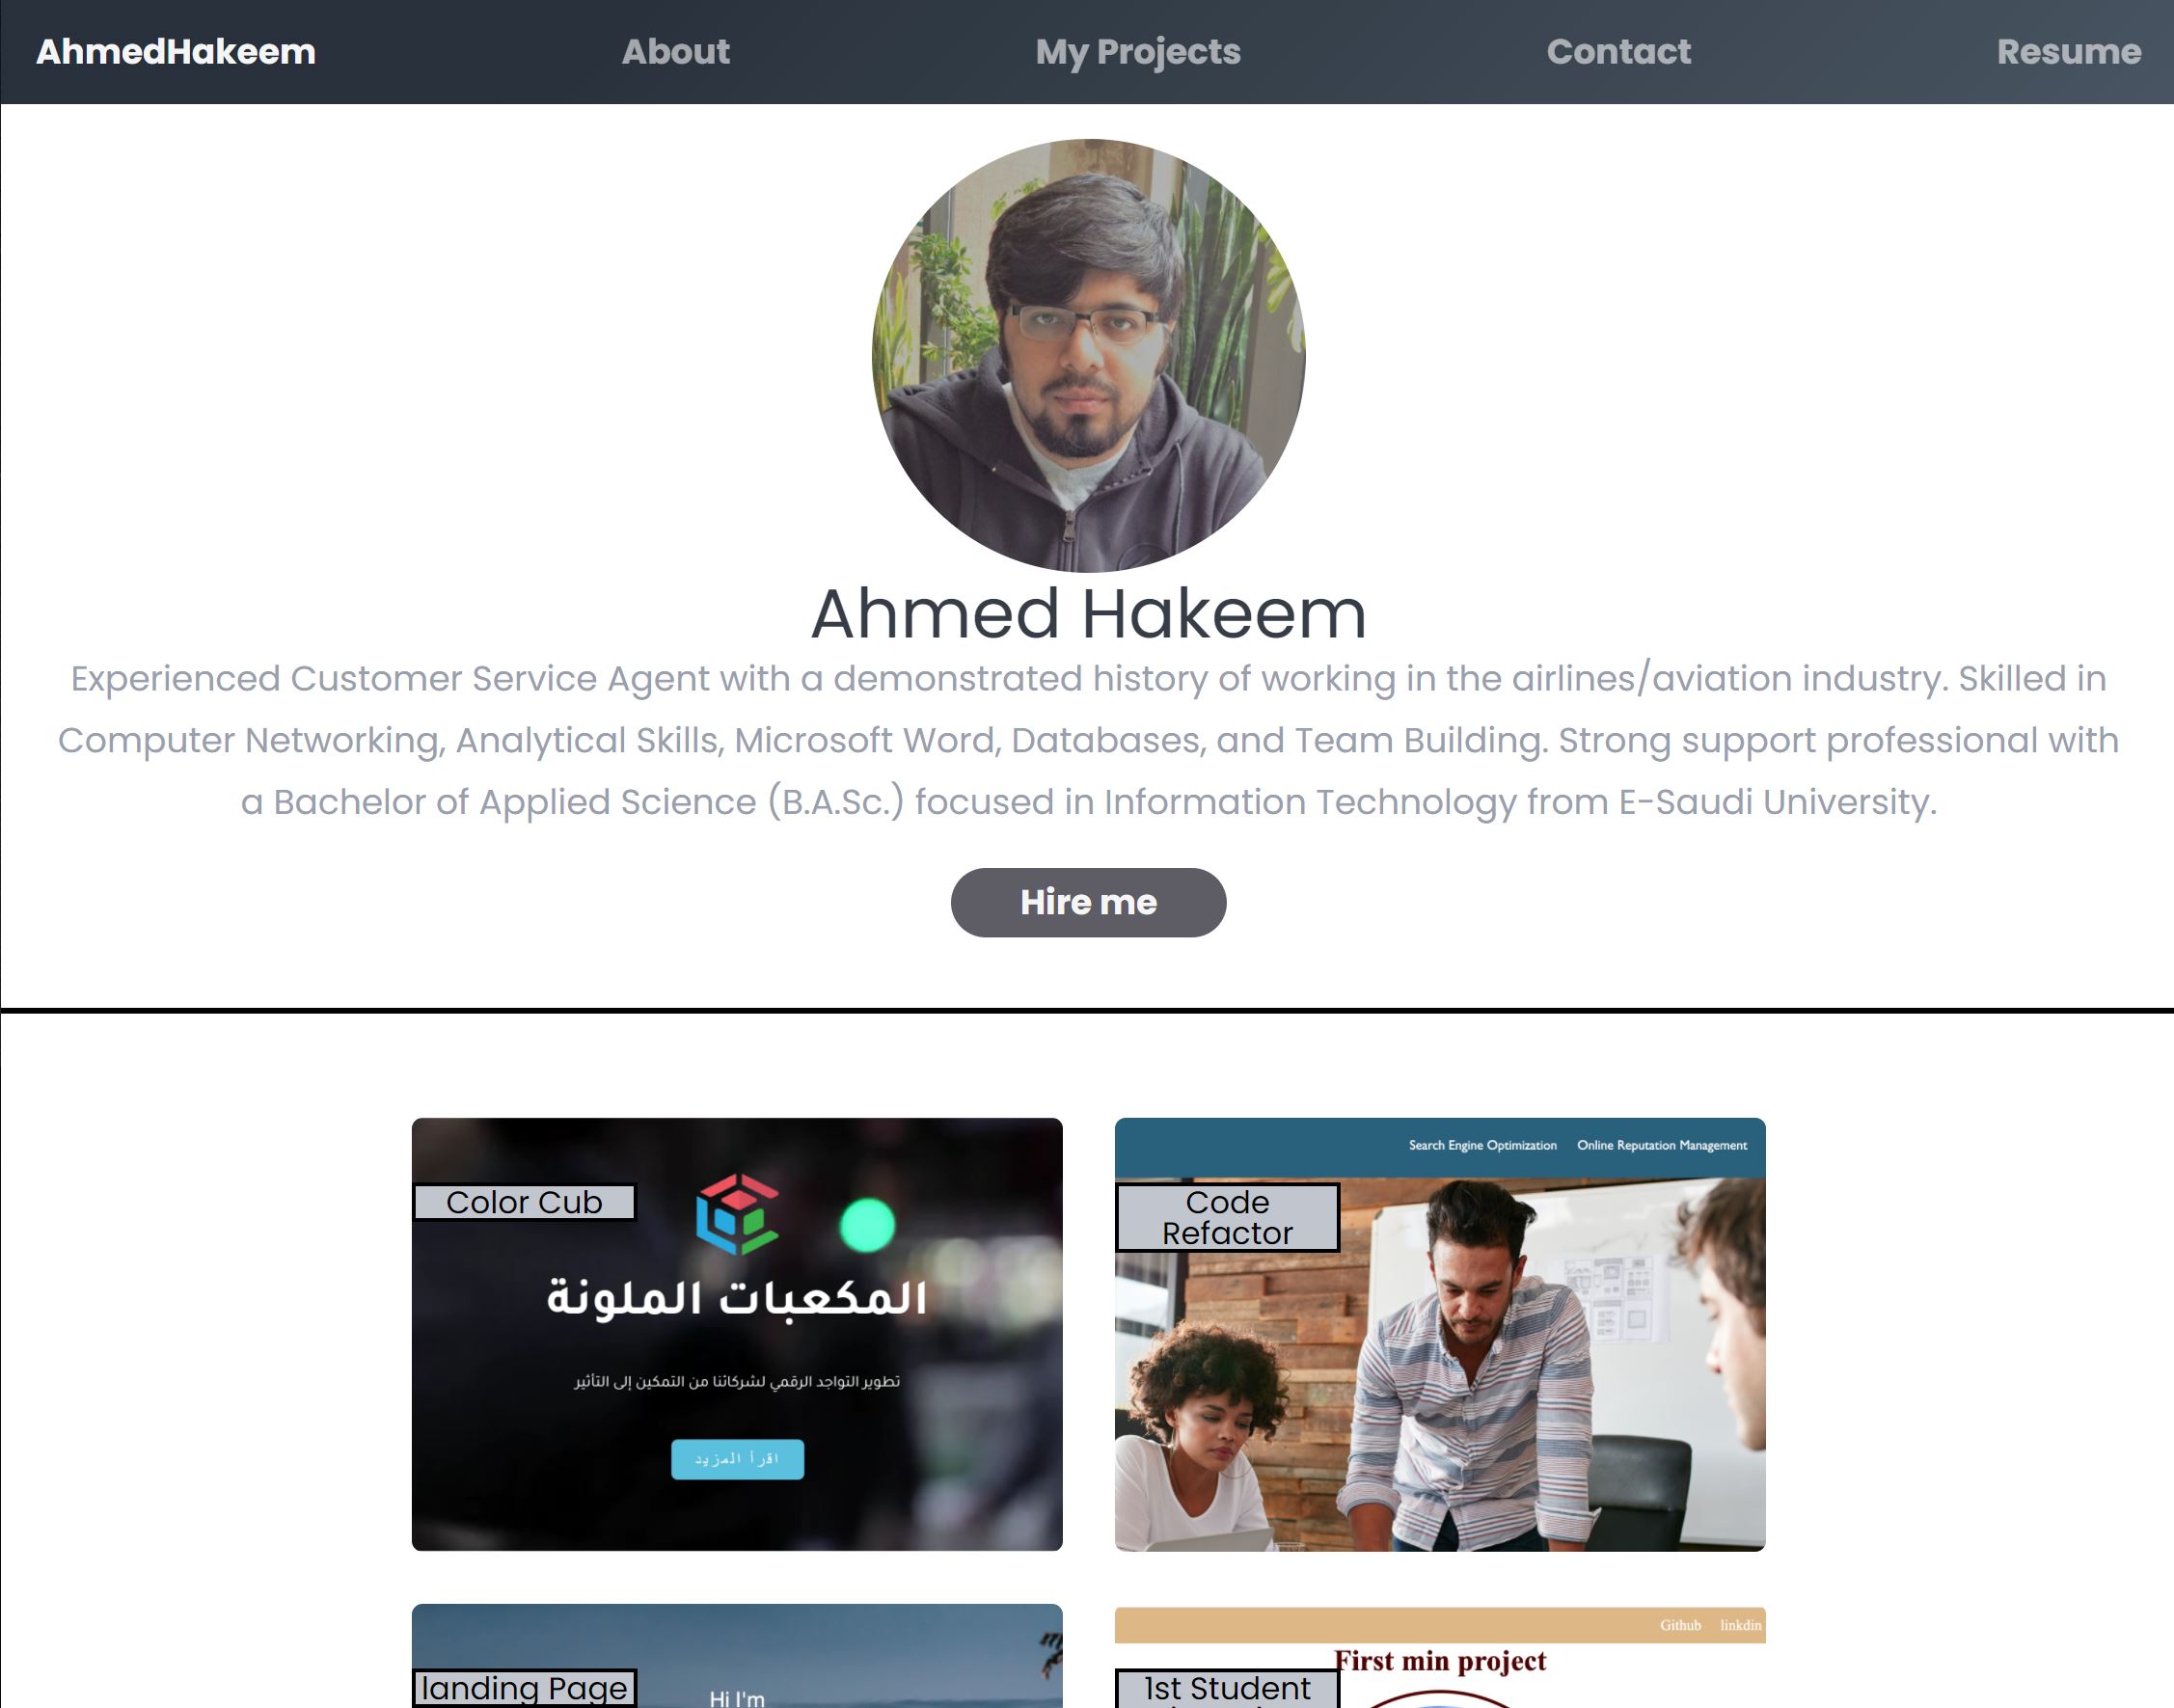 AhmedHakeem About My Projects Contact Resume
Ahmed Hakeem
Experienced Customer Service Agent with a demonstrated history of working in the airlines/aviation industry. Skilled in
Computer Networking, Analytical Skills, Microsoft Word, Databases, and Team Building. Strong support professional with
a Bachelor of Applied Science (B.A.Sc.) focused in Information Technology from E-Saudi University.
Hire me
Color Cub
المكعبات الملونة
تطوير التواجد الرقمي لشركاتنا من التمكين إلى التأثير
اقرأ المزيد
Search Engine Optimization Online Reputation Management
Code
Refactor
landing Page
Hi I'm
Github linkdin
First min project
1st Student